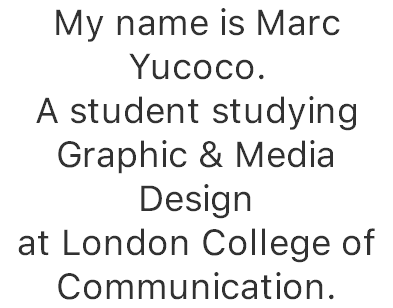 My name is Marc
Yucoco.
A student studying
Graphic & Media
Design
at London College of
Communication.